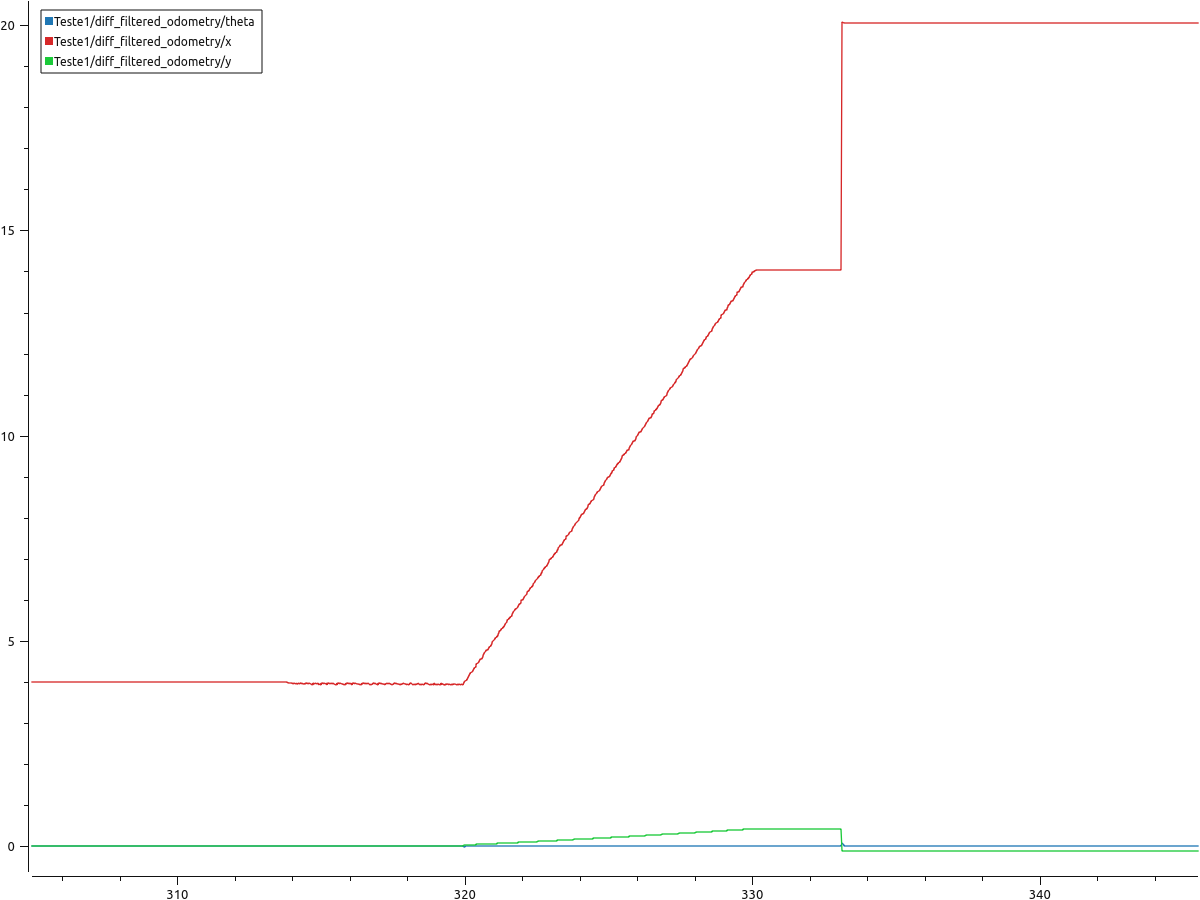 20
Teste1/diff_filtered_odometry/theta
Teste1/diff_filtered_odometry/x
Teste1/diff_filtered_odometry/y
15
10
5
0
310 320 330 340